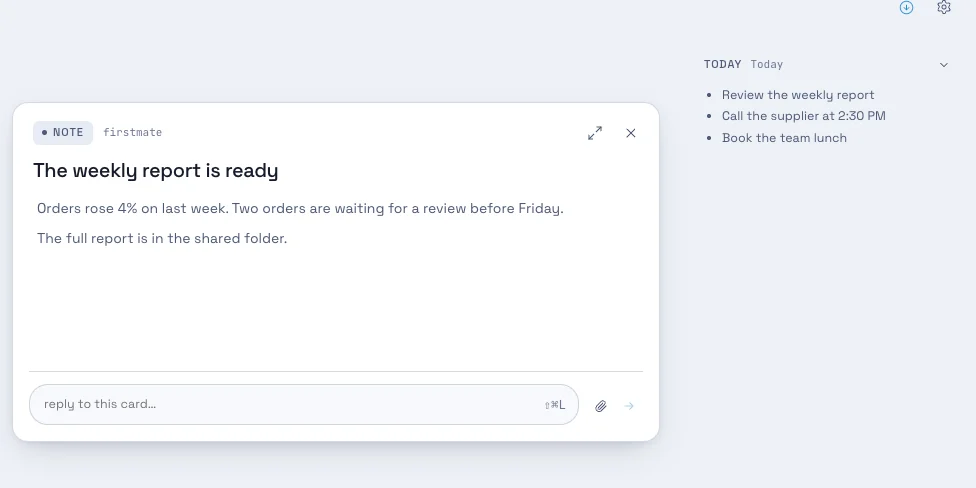 TODAY Today
Review the weekly report
Call the supplier at 2:30 PM
Book the team lunch
NOTE firstmate
The weekly report is ready
Orders rose 4% on last week. Two orders are waiting for a review before Friday.
The full report is in the shared folder.
reply to this card... ⇧⌘L